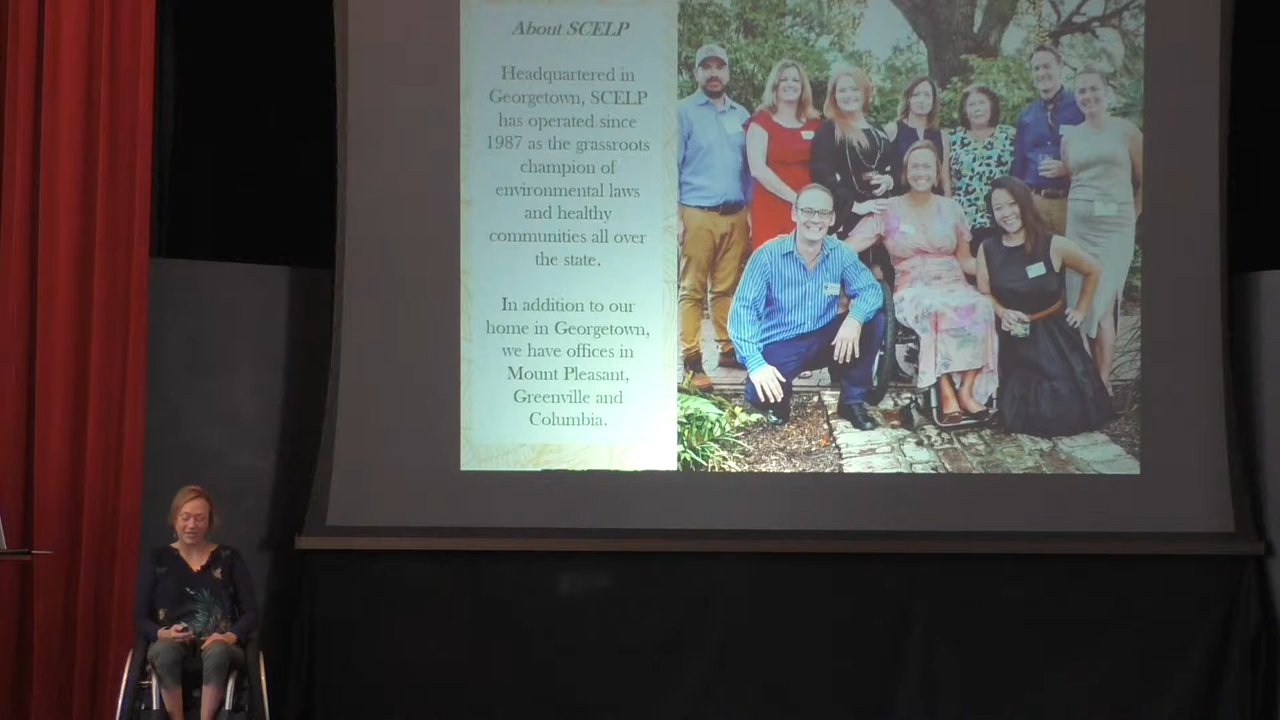 About SCELP
Headquartered in
Georgetown, SCELP
has operated since
1987 as the grassroots
champion of
environmental laws
and healthy
communities all over
the state.
In addition to our
home in Georgetown,
we have offices in
Mount Pleasant,
Greenville and
Columbia.